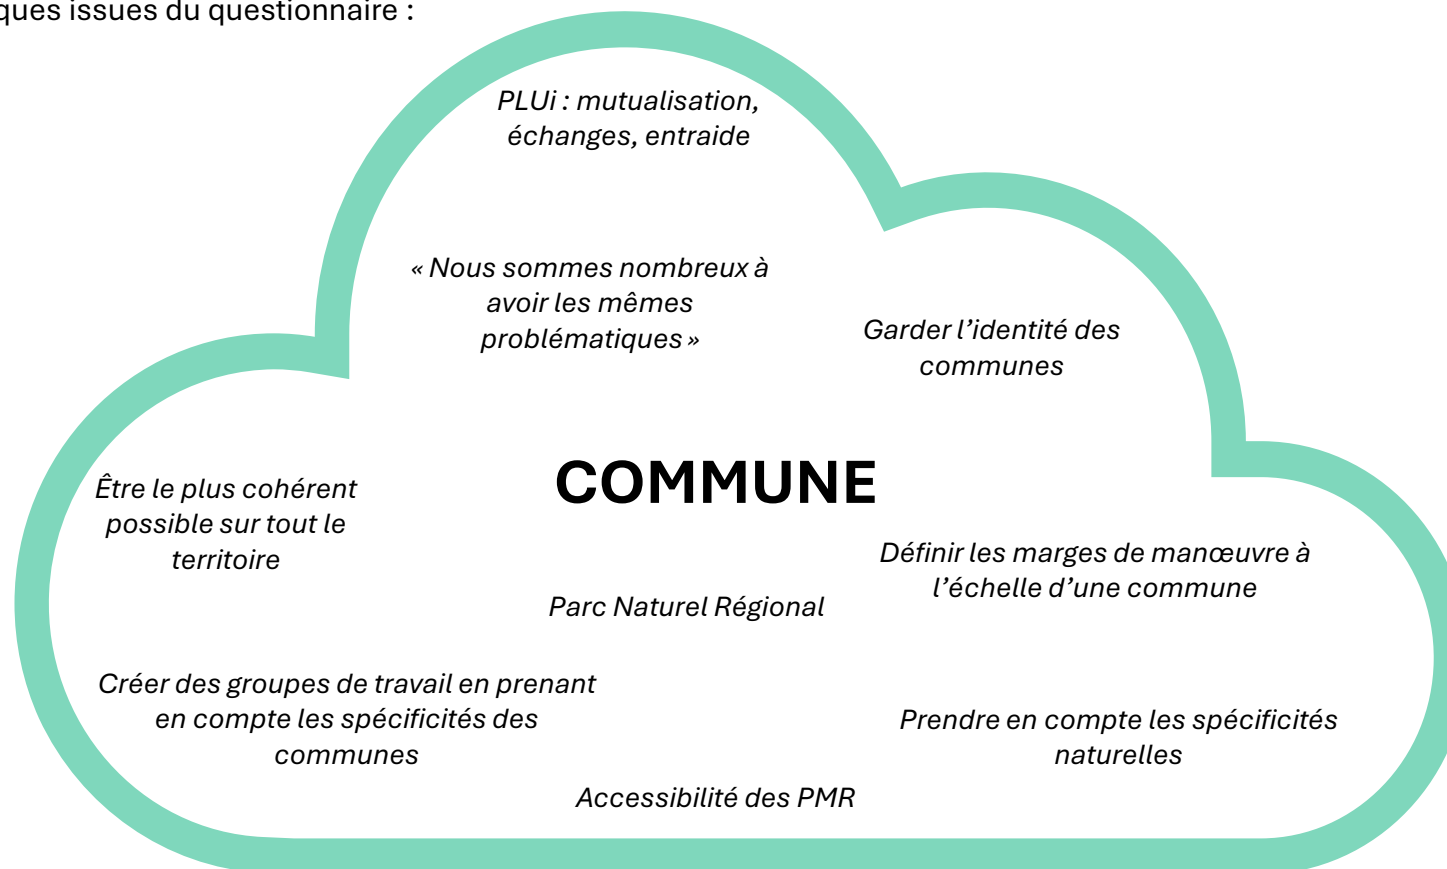 ques issues du questionnaire :
PLUi : mutualisation,
échanges, entraide
« Nous sommes nombreux à
avoir les mêmes
problématiques »
Garder l’identité des
communes
COMMUNE
Être le plus cohérent
possible sur tout le
territoire
Définir les marges de manœuvre à
l’échelle d’une commune
Parc Naturel Régional
Créer des groupes de travail en prenant
en compte les spécificités des
communes
Prendre en compte les spécificités
naturelles
Accessibilité des PMR